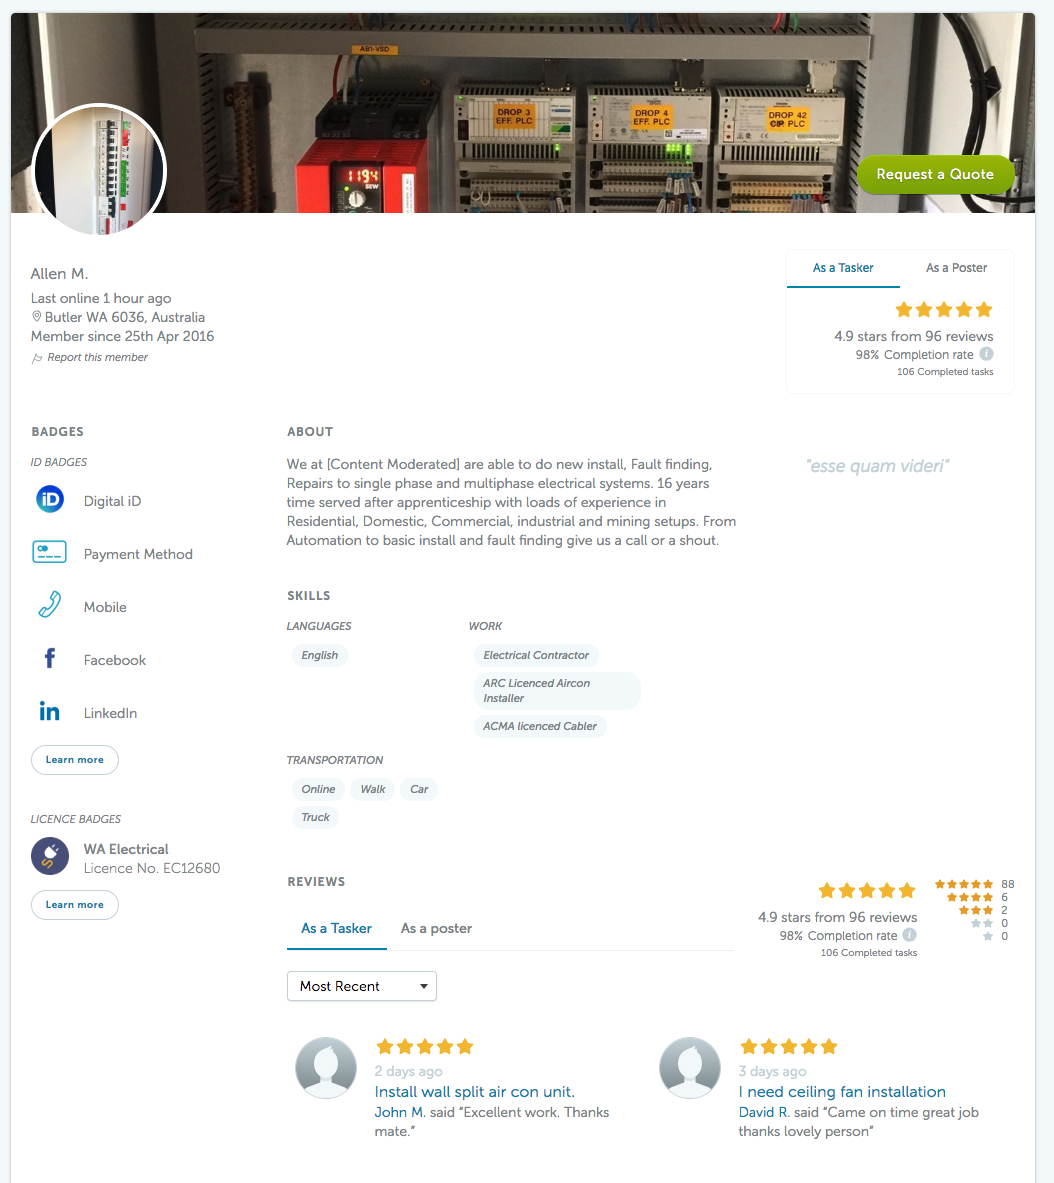 AB1-VSD
DROP 3
EFF. PLC
DROP 4
EFF. PLC
DROP 42
CIP. PLC
1194
SEW
Request a Quote
Allen M.
Last online 1 hour ago
Butler WA 6036, Australia
Member since 25th Apr 2016
Report this member
As a Tasker
As a Poster
4.9 stars from 96 reviews
98% Completion rate i
106 Completed tasks
BADGES
ID BADGES
iD
Digital iD
Payment Method
Mobile
f
Facebook
in
LinkedIn
Learn more
LICENCE BADGES
WA Electrical
Licence No. EC12680
Learn more
ABOUT
We at [Content Moderated] are able to do new install, Fault finding,
Repairs to single phase and multiphase electrical systems. 16 years
time served after apprenticeship with loads of experience in
Residential, Domestic, Commercial, industrial and mining setups. From
Automation to basic install and fault finding give us a call or a shout.
"esse quam videri"
SKILLS
LANGUAGES
English
WORK
Electrical Contractor
ARC Licenced Aircon
Installer
ACMA licenced Cabler
TRANSPORTATION
Online Walk Car
Truck
REVIEWS
As a Tasker
As a poster
4.9 stars from 96 reviews
98% Completion rate i
106 Completed tasks
88
6
2
0
0
Most Recent
2 days ago
Install wall split air con unit.
John M. said “Excellent work. Thanks
mate.”
3 days ago
I need ceiling fan installation
David R. said “Came on time great job
thanks lovely person”